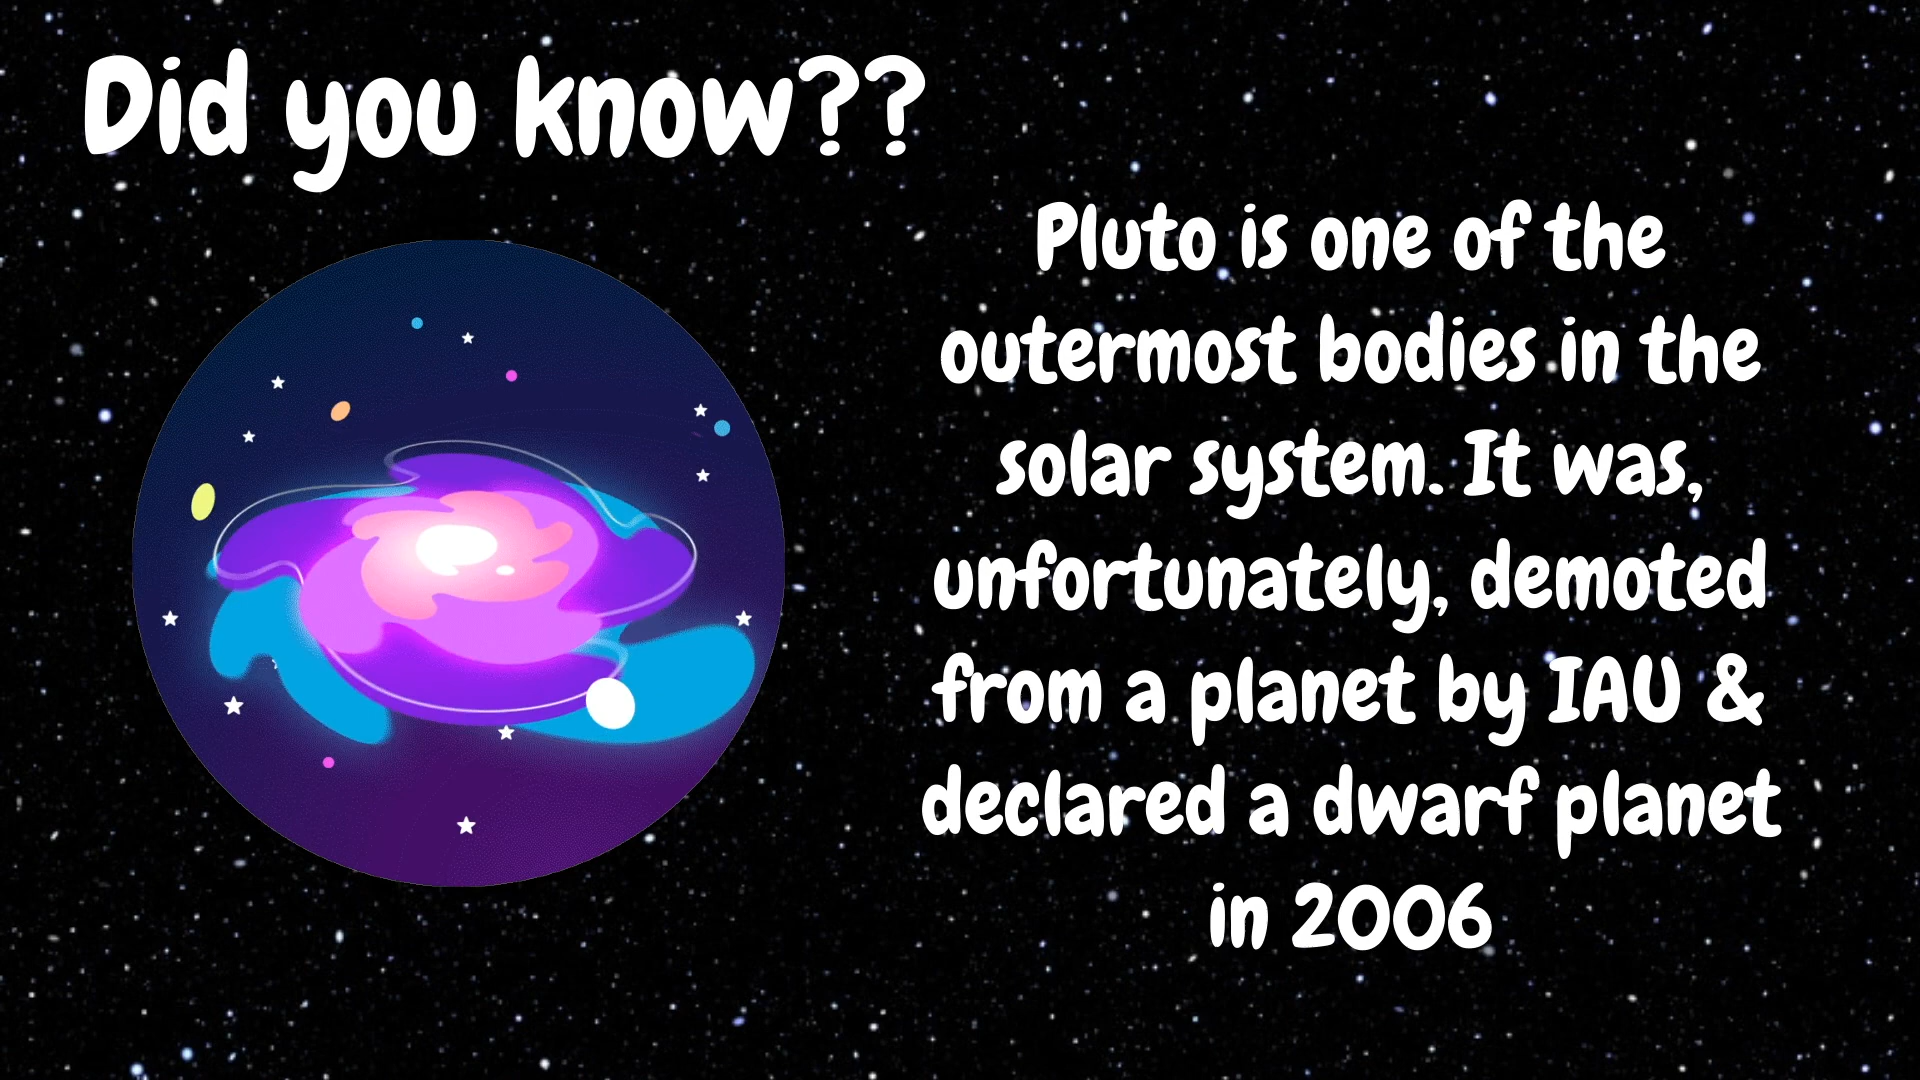 Did you know??
Pluto is one of the
outermost bodies in the
solar system. It was,
unfortunately, demoted
from a planet by IAU &
declared a dwarf planet
in 2006